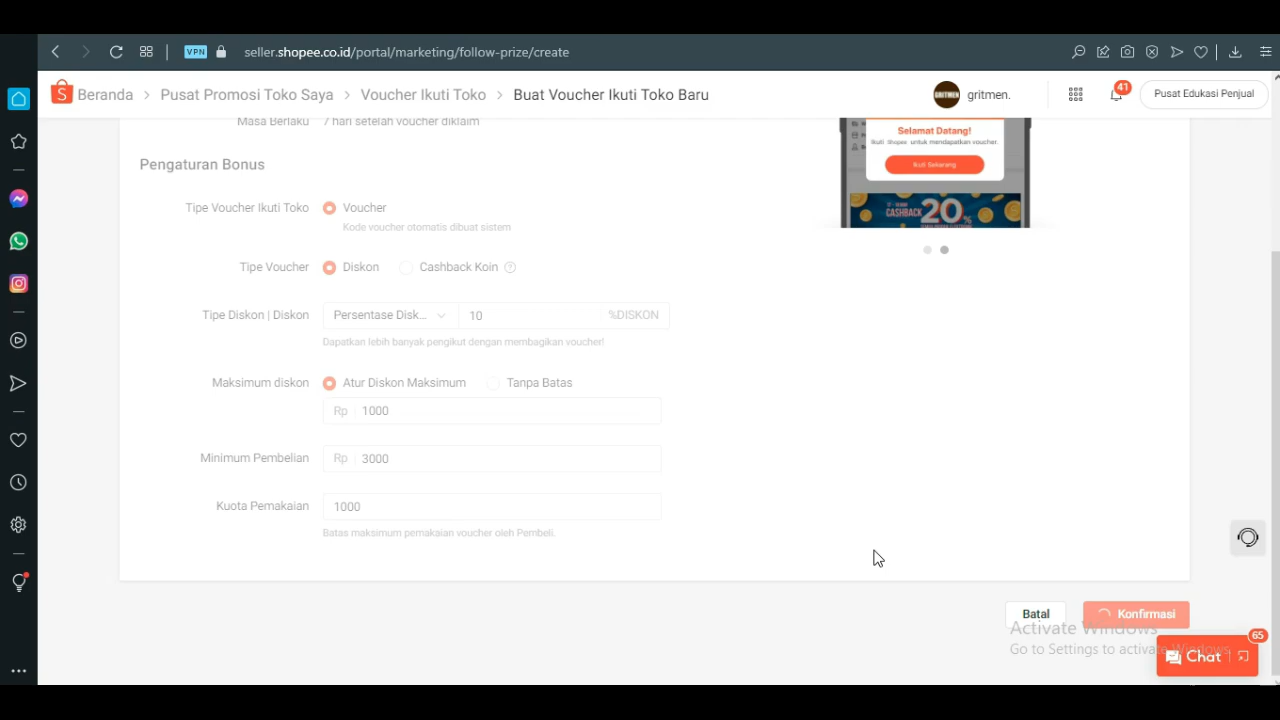 VPN seller.shopee.co.id/portal/marketing/follow-prize/create
Beranda > Pusat Promosi Toko Saya > Voucher Ikuti Toko > Buat Voucher Ikuti Toko Baru
GRITMEN gritmen. 41 Pusat Edukasi Penjual
Masa Berlaku 7 hari setelah voucher diklaim
Pengaturan Bonus
Tipe Voucher Ikuti Toko Voucher
Kode voucher otomatis dibuat sistem
Tipe Voucher Diskon Cashback Koin ?
Tipe Diskon | Diskon Persentase Disk... 10 %DISKON
Dapatkan lebih banyak pengikut dengan membagikan voucher!
Maksimum diskon Atur Diskon Maksimum Tanpa Batas
Rp 1000
Minimum Pembelian Rp 3000
Kuota Pemakaian 1000
Batas maksimum pemakaian voucher oleh Pembeli.
Selamat Datang!
Ikuti Shopee untuk mendapatkan voucher.
Ikuti Sekarang
CASHBACK 20%
Batal Konfirmasi
Activate Windows
Go to Settings to activate Windows.
65
Chat